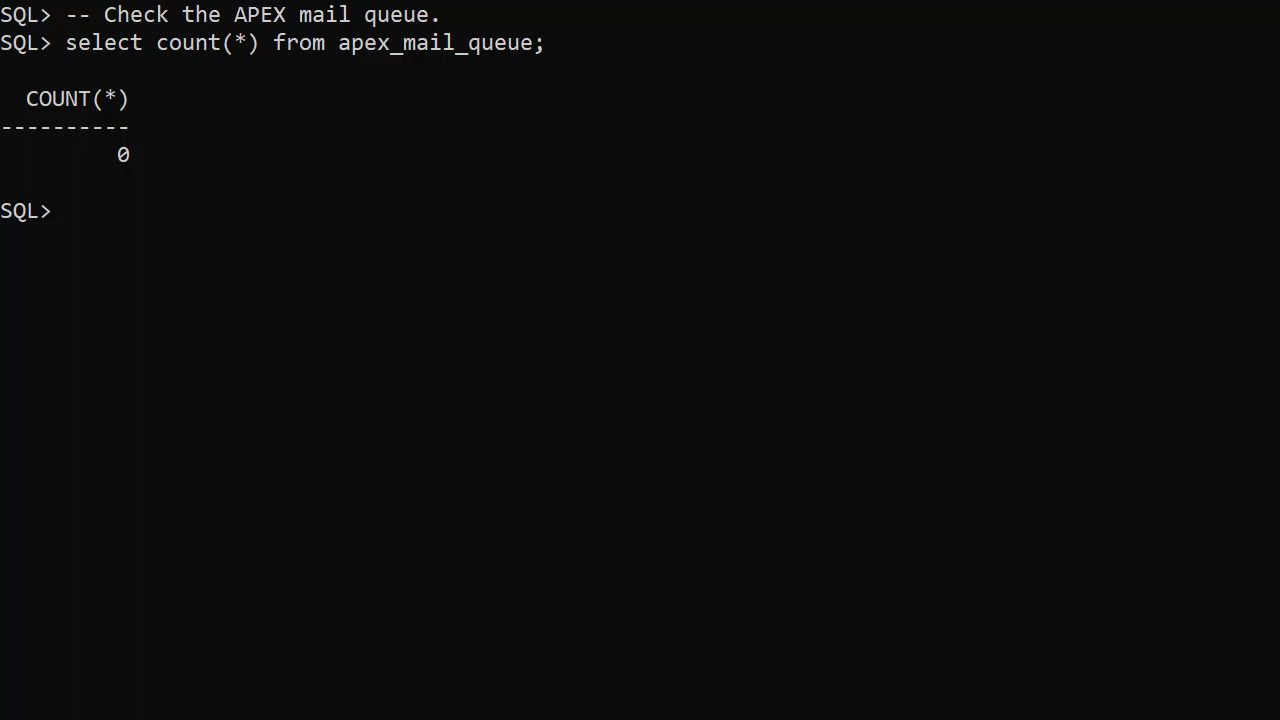 SQL> -- Check the APEX mail queue.
SQL> select count(*) from apex_mail_queue;
COUNT(*)
----------
0
SQL>